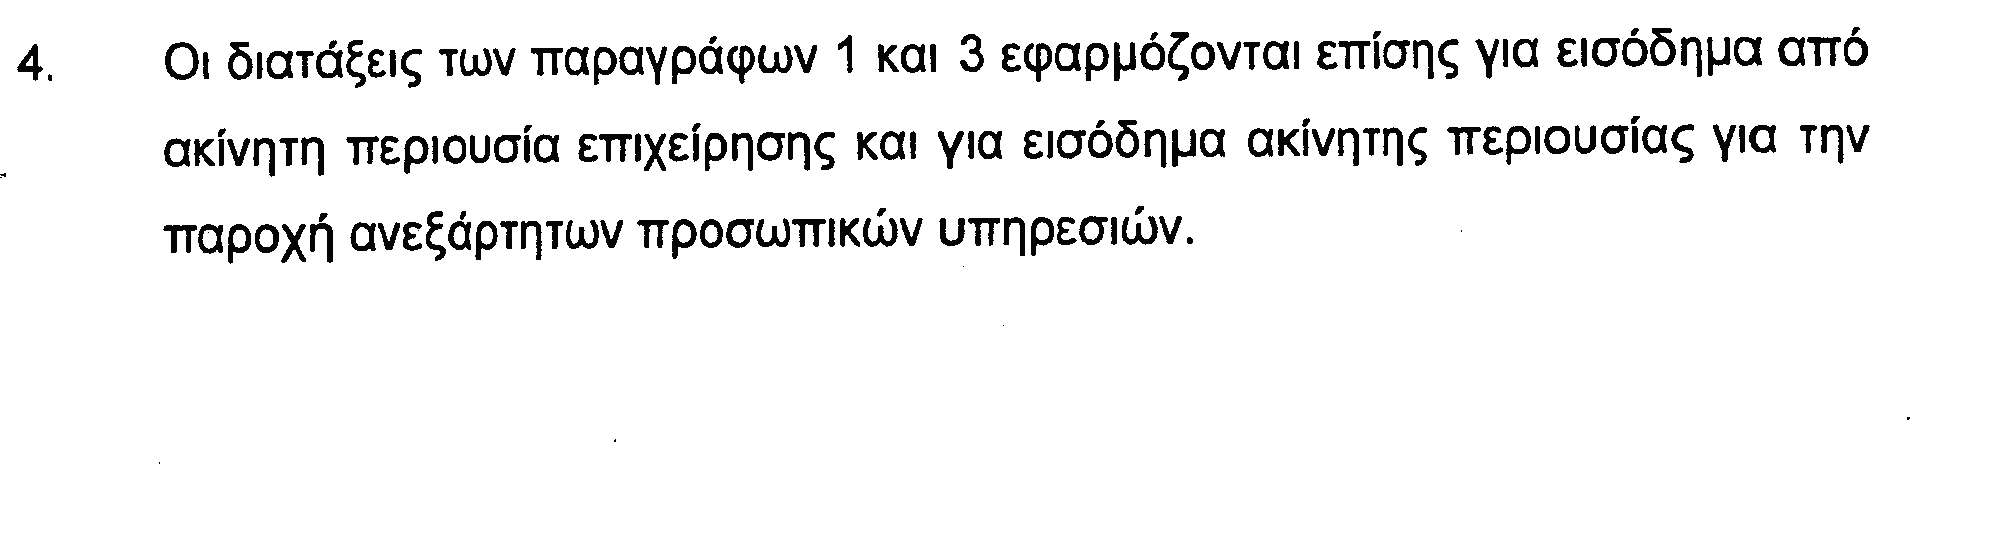 4. Οι διατάξεις των παραγράφων 1 και 3 εφαρμόζονται επίσης για εισόδημα από
ακίνητη περιουσία επιχείρησης και για εισόδημα ακίνητης περιουσίας για την
παροχή ανεξάρτητων προσωπικών υπηρεσιών.